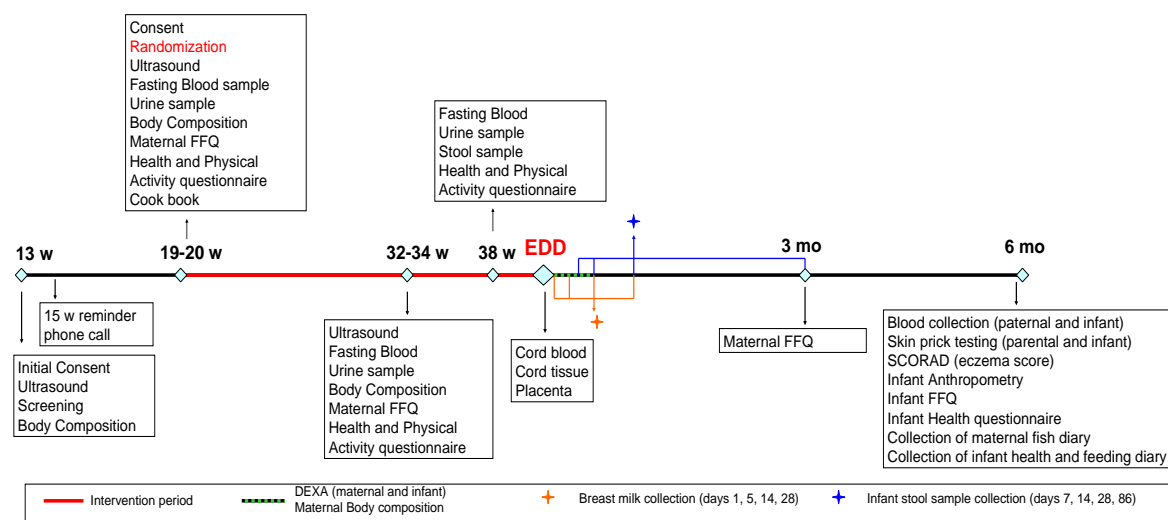 Consent
Randomization
Ultrasound
Fasting Blood sample
Urine sample
Body Composition
Maternal FFQ
Health and Physical
Activity questionnaire
Cook book
Fasting Blood
Urine sample
Stool sample
Health and Physical
Activity questionnaire
13 w
19-20 w
32-34 w
38 w
EDD
3 mo
6 mo
15 w reminder
phone call
Initial Consent
Ultrasound
Screening
Body Composition
Ultrasound
Fasting Blood
Urine sample
Body Composition
Maternal FFQ
Health and Physical
Activity questionnaire
Cord blood
Cord tissue
Placenta
Maternal FFQ
Blood collection (paternal and infant)
Skin prick testing (parental and infant)
SCORAD (eczema score)
Infant Anthropometry
Infant FFQ
Infant Health questionnaire
Collection of maternal fish diary
Collection of infant health and feeding diary
Intervention period
DEXA (maternal and infant)
Maternal Body composition
Breast milk collection (days 1, 5, 14, 28)
Infant stool sample collection (days 7, 14, 28, 86)